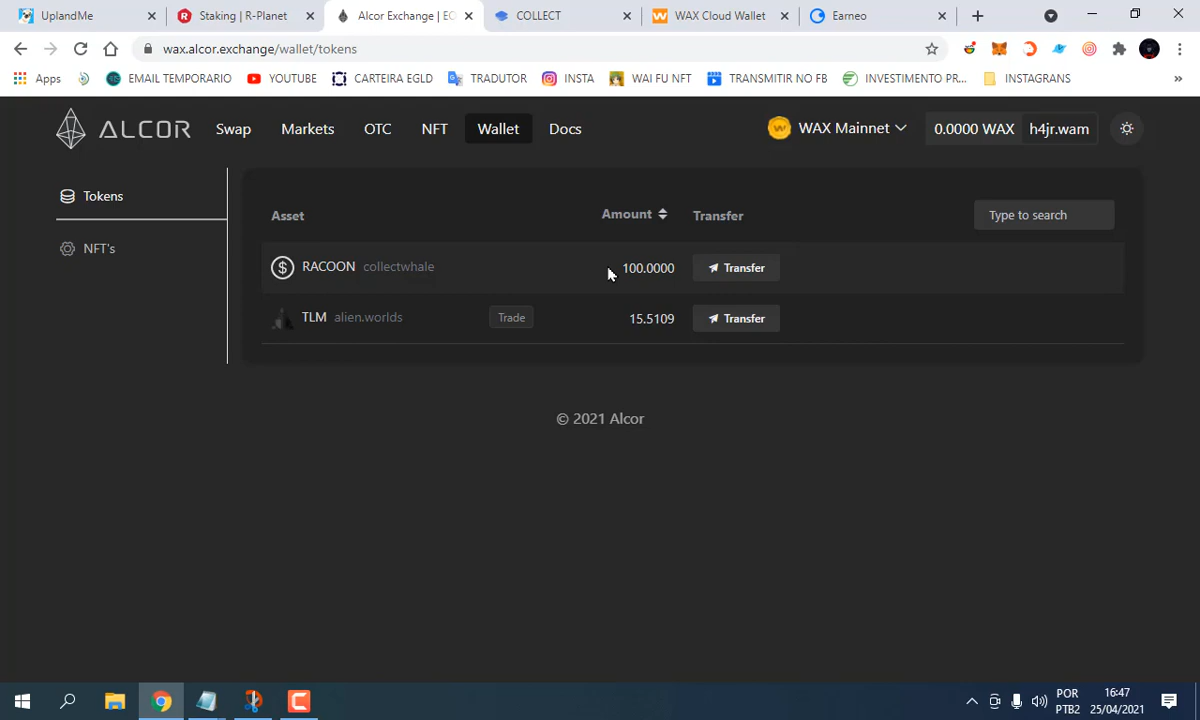 UplandMe
Staking | R-Planet
Alcor Exchange | EO
COLLECT
WAX Cloud Wallet
Earneo
wax.alcor.exchange/wallet/tokens
Apps
EMAIL TEMPORARIO
YOUTUBE
CARTEIRA EGLD
TRADUTOR
INSTA
WAI FU NFT
TRANSMITIR NO FB
INVESTIMENTO PR...
INSTAGRANS
»
ALCOR
Swap
Markets
OTC
NFT
Wallet
Docs
WAX Mainnet
0.0000 WAX
h4jr.wam
Tokens
NFT's
Asset
Amount
Transfer
Type to search
RACOON collectwhale
100.0000
Transfer
TLM alien.worlds
Trade
15.5109
Transfer
© 2021 Alcor
POR
PTB2
16:47
25/04/2021